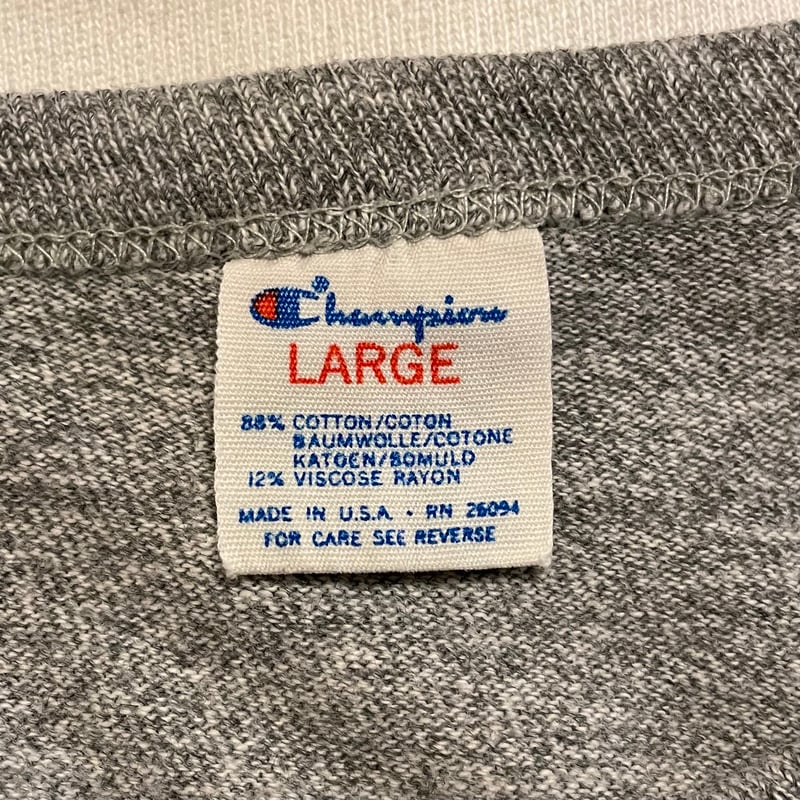 Champion
LARGE
88% COTTON/COTON
BAUMWOLLE/COTONE
KATOEN/BOMULD
12% VISCOSE RAYON
MADE IN U.S.A. • RN 26094
FOR CARE SEE REVERSE